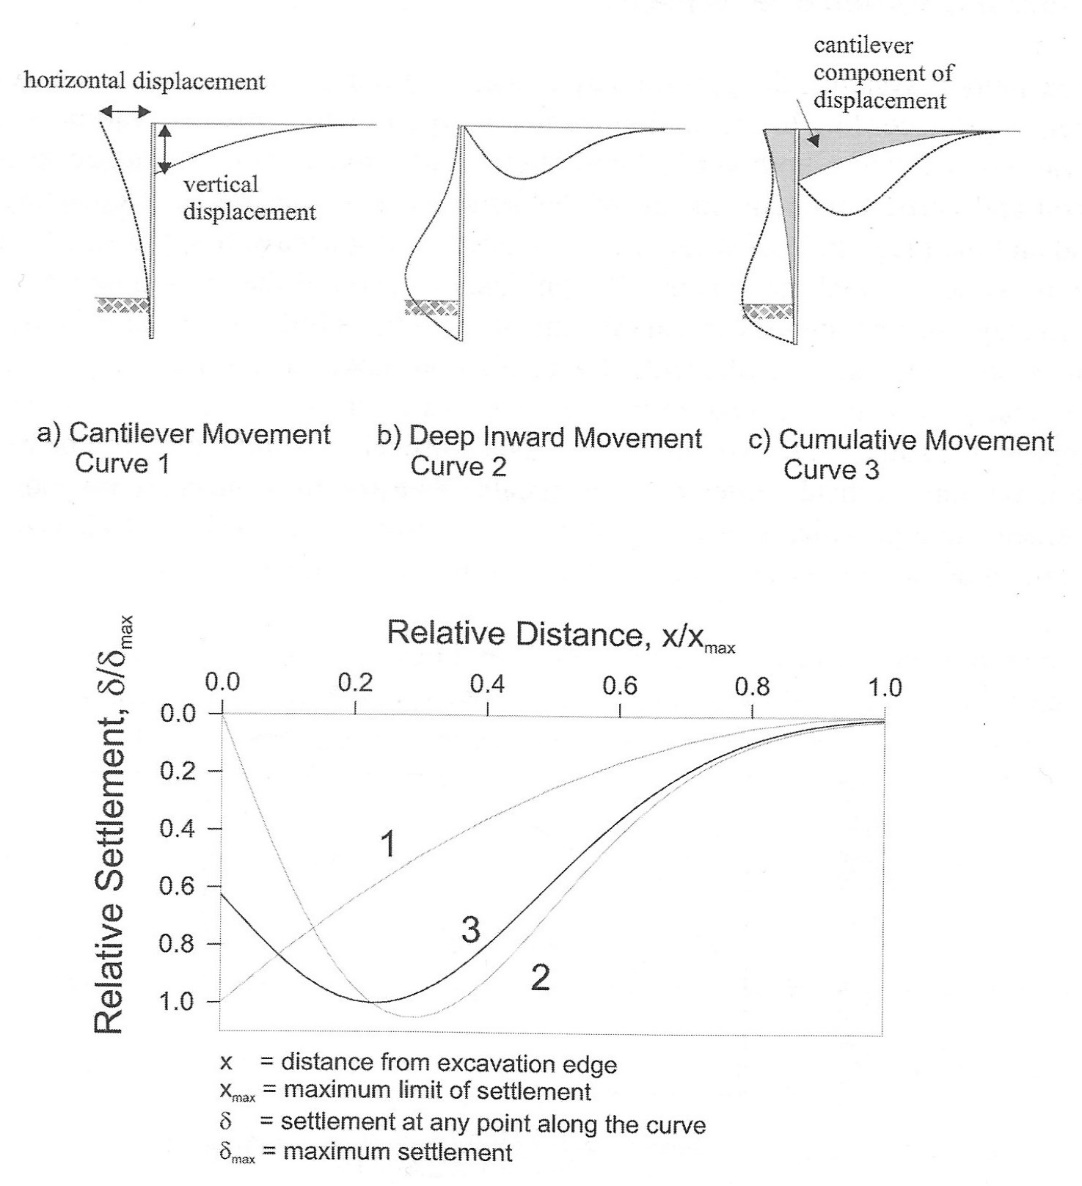 horizontal displacement
vertical
displacement
cantilever
component of
displacement
a) Cantilever Movement
Curve 1
b) Deep Inward Movement
Curve 2
c) Cumulative Movement
Curve 3
Relative Distance, x/xmax
0.0 0.2 0.4 0.6 0.8 1.0
Relative Settlement, δ/δmax
0.0
0.2
0.4
0.6
0.8
1.0
1
3
2
x = distance from excavation edge
xmax = maximum limit of settlement
δ = settlement at any point along the curve
δmax = maximum settlement